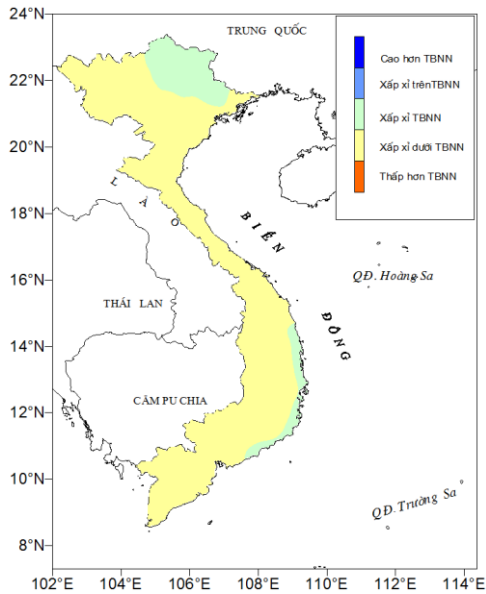 24°N
22°N
20°N
18°N
16°N
14°N
12°N
10°N
8°N
TRUNG QUỐC
Cao hơn TBNN
Xấp xỉ trênTBNN
Xấp xỉ TBNN
Xấp xỉ dưới TBNN
Thấp hơn TBNN
LÀO
BIỂN
ĐÔNG
QĐ. Hoàng Sa
THÁI LAN
CĂM PU CHIA
QĐ. Trường Sa
102°E 104°E 106°E 108°E 110°E 112°E 114°E